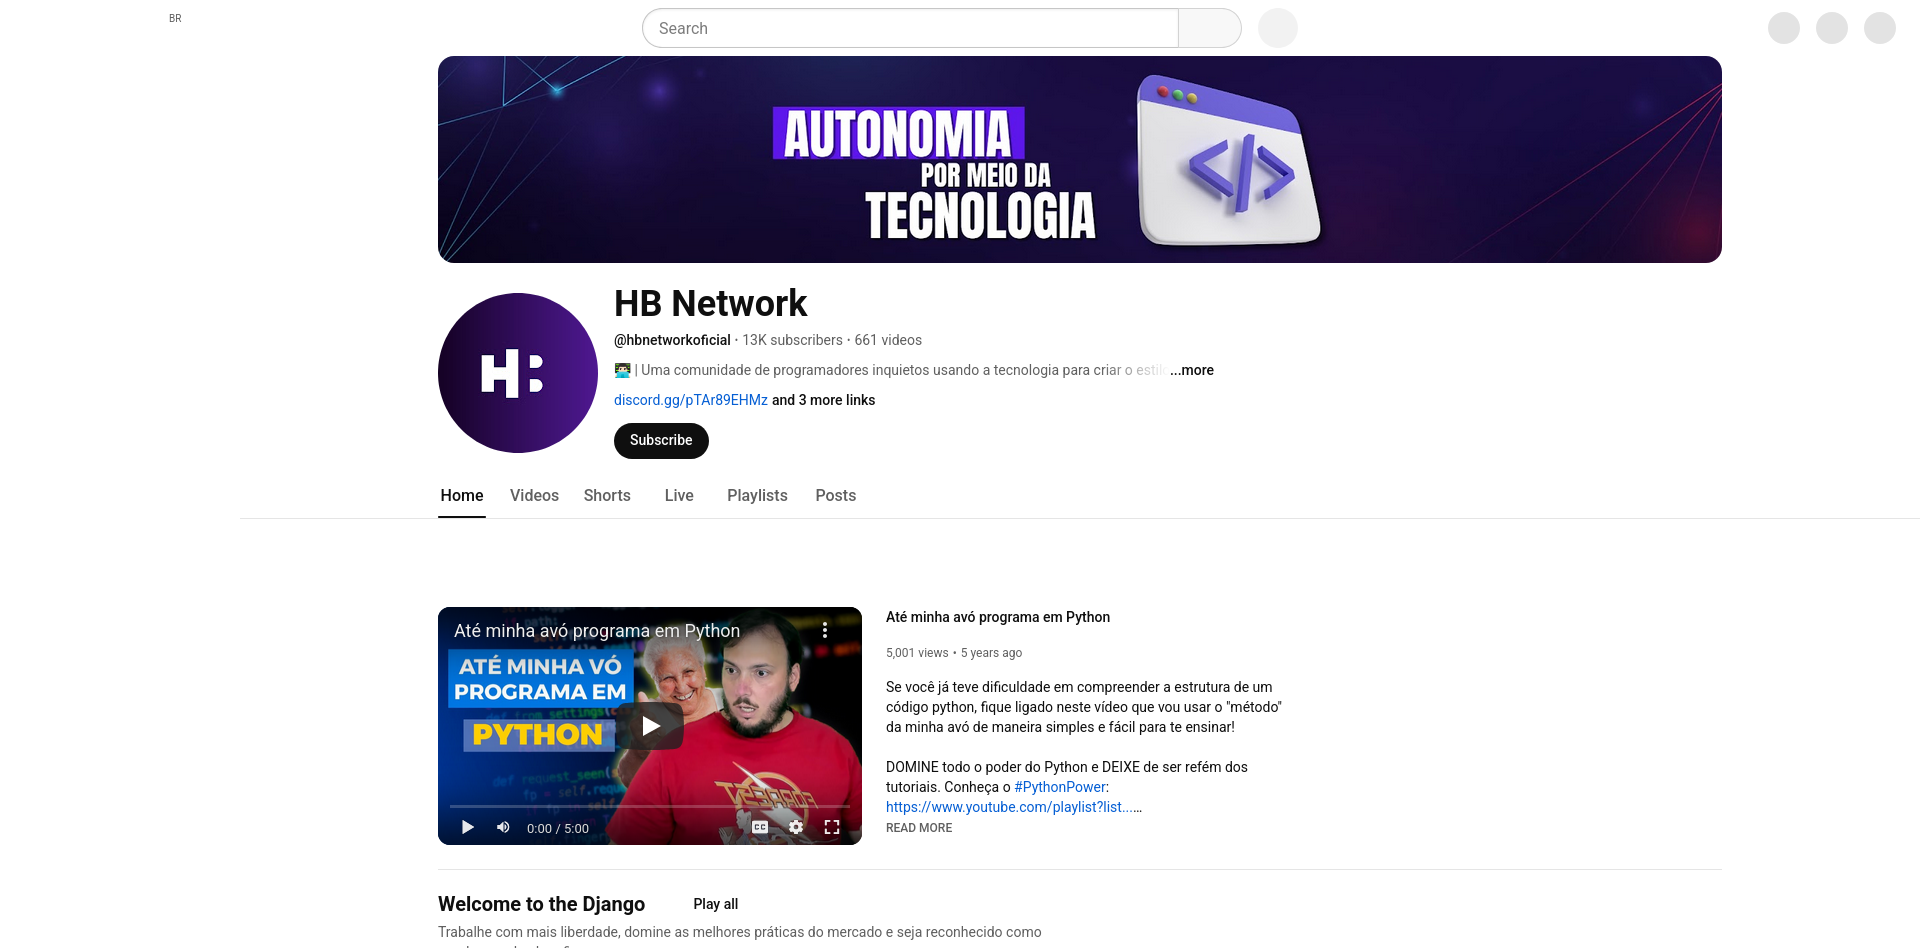 BR
Search
AUTONOMIA
POR MEIO DA
TECNOLOGIA
H:
HB Network
@hbnetworkoficial • 13K subscribers • 661 videos
| Uma comunidade de programadores inquietos usando a tecnologia para criar o estilo ...more
discord.gg/pTAr89EHMz and 3 more links
Subscribe
Home Videos Shorts Live Playlists Posts
Até minha avó programa em Python
ATÉ MINHA VÓ
PROGRAMA EM
PYTHON
0:00 / 5:00
Até minha avó programa em Python
5,001 views • 5 years ago
Se você já teve dificuldade em compreender a estrutura de um
código python, fique ligado neste vídeo que vou usar o "método"
da minha avó de maneira simples e fácil para te ensinar!
DOMINE todo o poder do Python e DEIXE de ser refém dos
tutoriais. Conheça o #PythonPower:
https://www.youtube.com/playlist?list......
READ MORE
Welcome to the Django Play all
Trabalhe com mais liberdade, domine as melhores práticas do mercado e seja reconhecido como